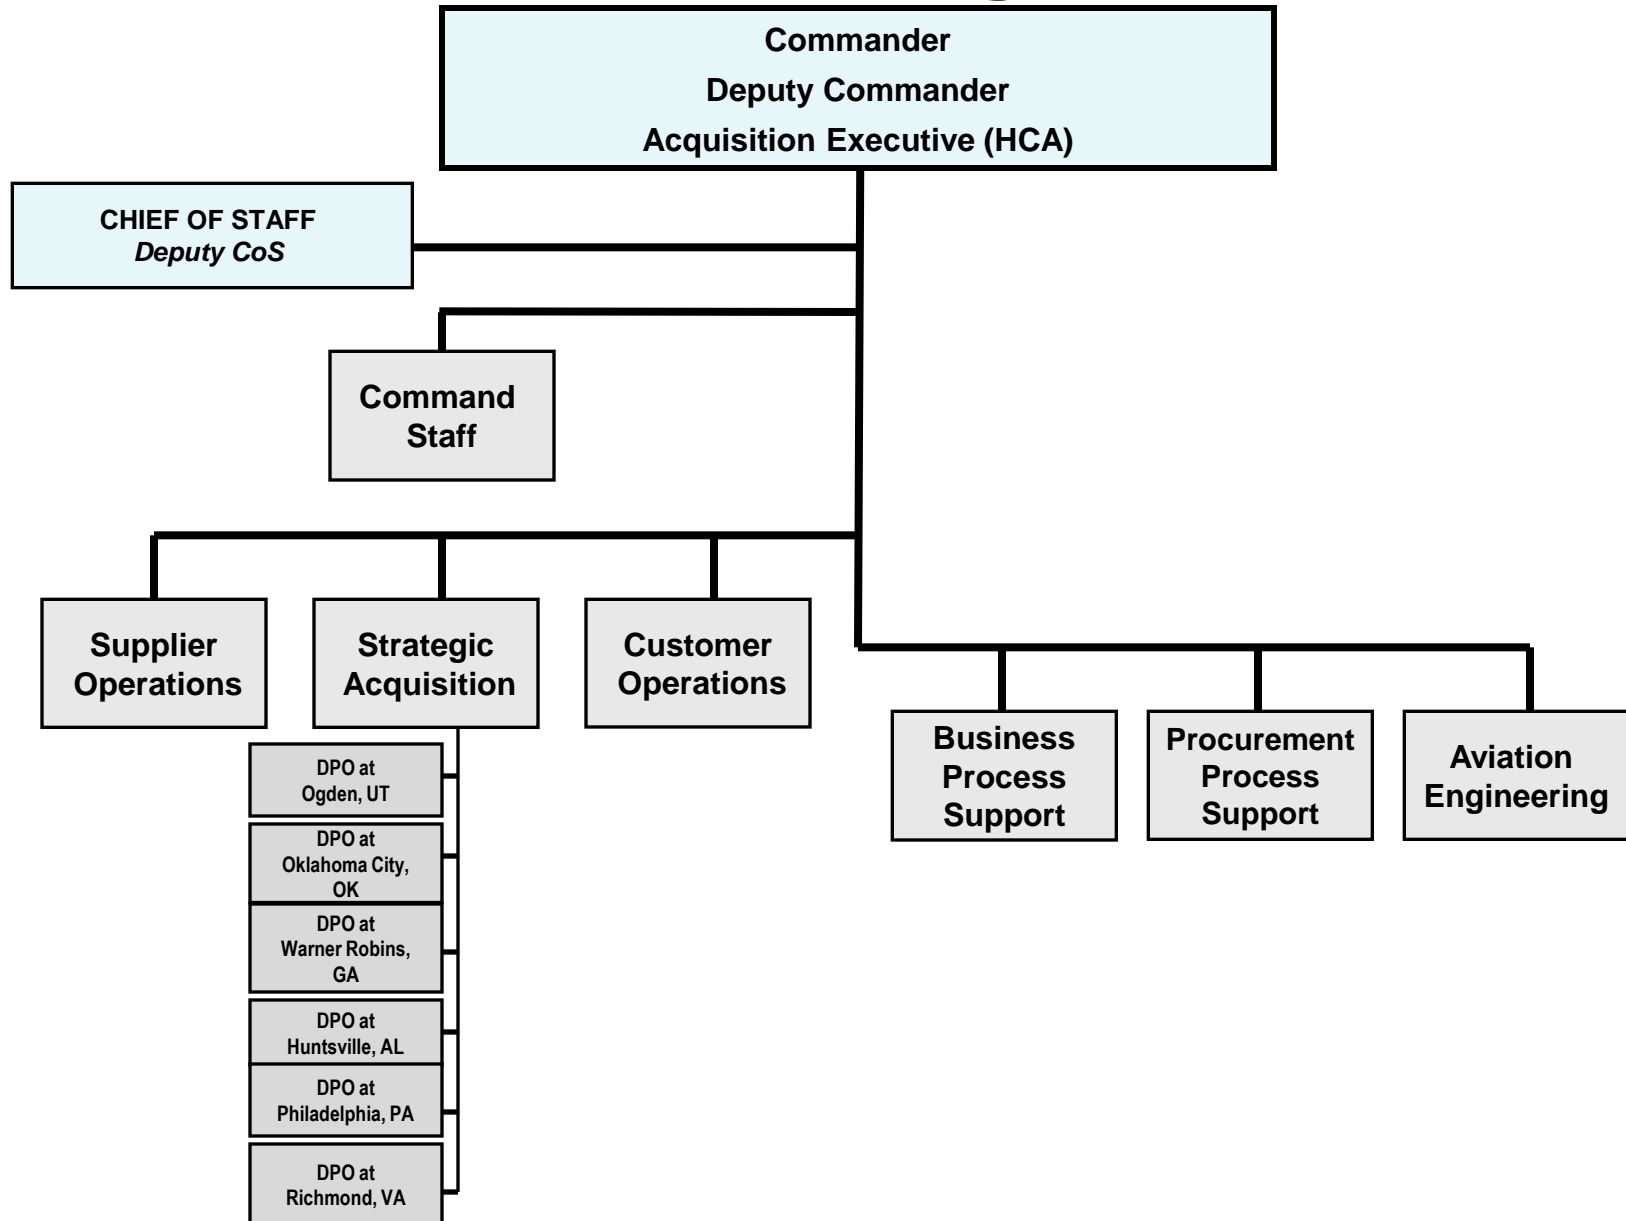 Commander
Deputy Commander
Acquisition Executive (HCA)
CHIEF OF STAFF
Deputy CoS
Command
Staff
Supplier
Operations
Strategic
Acquisition
Customer
Operations
Business
Process
Support
Procurement
Process
Support
Aviation
Engineering
DPO at
Ogden, UT
DPO at
Oklahoma City,
OK
DPO at
Warner Robins,
GA
DPO at
Huntsville, AL
DPO at
Philadelphia, PA
DPO at
Richmond, VA